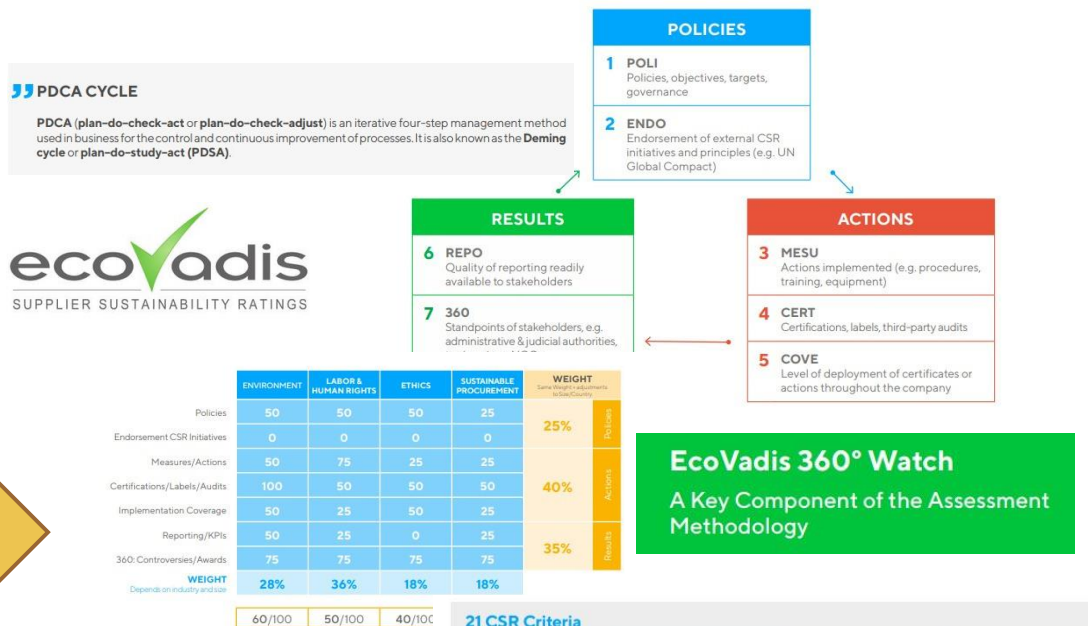 POLICIES
1 POLI
Policies, objectives, targets,
governance
2 ENDO
Endorsement of external CSR
initiatives and principles (e.g. UN
Global Compact)
PDCA CYCLE
PDCA (plan-do-check-act or plan-do-check-adjust) is an iterative four-step management method
used in business for the control and continuous improvement of processes. It is also known as the Deming
cycle or plan-do-study-act (PDSA).
ecoVadis
SUPPLIER SUSTAINABILITY RATINGS
RESULTS
6 REPO
Quality of reporting readily
available to stakeholders
7 360
Standpoints of stakeholders, e.g.
administrative & judicial authorities,
ACTIONS
3 MESU
Actions implemented (e.g. procedures,
training, equipment)
4 CERT
Certifications, labels, third-party audits
5 COVE
Level of deployment of certificates or
actions throughout the company
ENVIRONMENT LABOR & HUMAN RIGHTS ETHICS SUSTAINABLE PROCUREMENT WEIGHT
Same Weight + adjustments
to Size/Country
Policies 50 50 50 25
Endorsement CSR Initiatives 0 0 0 0
25% Policies
Measures/Actions 50 75 25 25
Certifications/Labels/Audits 100 50 50 50
Implementation Coverage 50 25 50 25
40% Actions
Reporting/KPIs 50 25 0 25
360: Controversies/Awards 75 75 75 75
35% Results
WEIGHT 28% 36% 18% 18%
Depends on industry and size
60/100 50/100
EcoVadis 360° Watch
A Key Component of the Assessment
Methodology
21 CSR Criteria